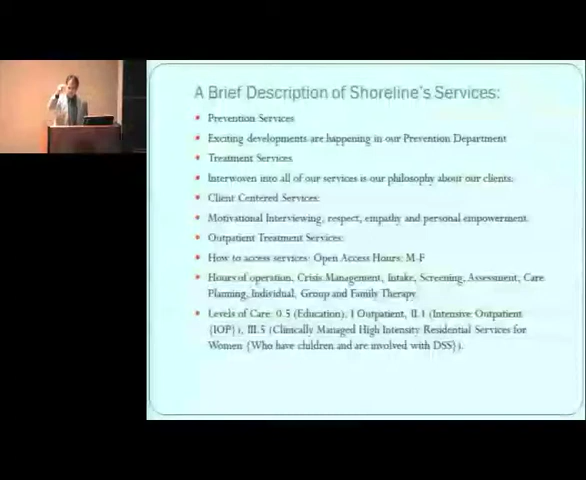 A Brief Description of Shoreline's Services:
Prevention Services
Exciting developments are happening in our Prevention Department
Treatment Services
Interwoven into all of our services is our philosophy about our clients.
Client Centered Services:
Motivational Interviewing, respect, empathy and personal empowerment.
Outpatient Treatment Services:
How to access services: Open Access Hours: M-F
Hours of operation, Crisis Management, Intake, Screening, Assessment, Care
Planning, Individual, Group and Family Therapy
Levels of Care: 0.5 (Education), I Outpatient, II.1 (Intensive Outpatient
{IOP}), III.5 (Clinically Managed High Intensity Residential Services for
Women {Who have children and are involved with DSS}).